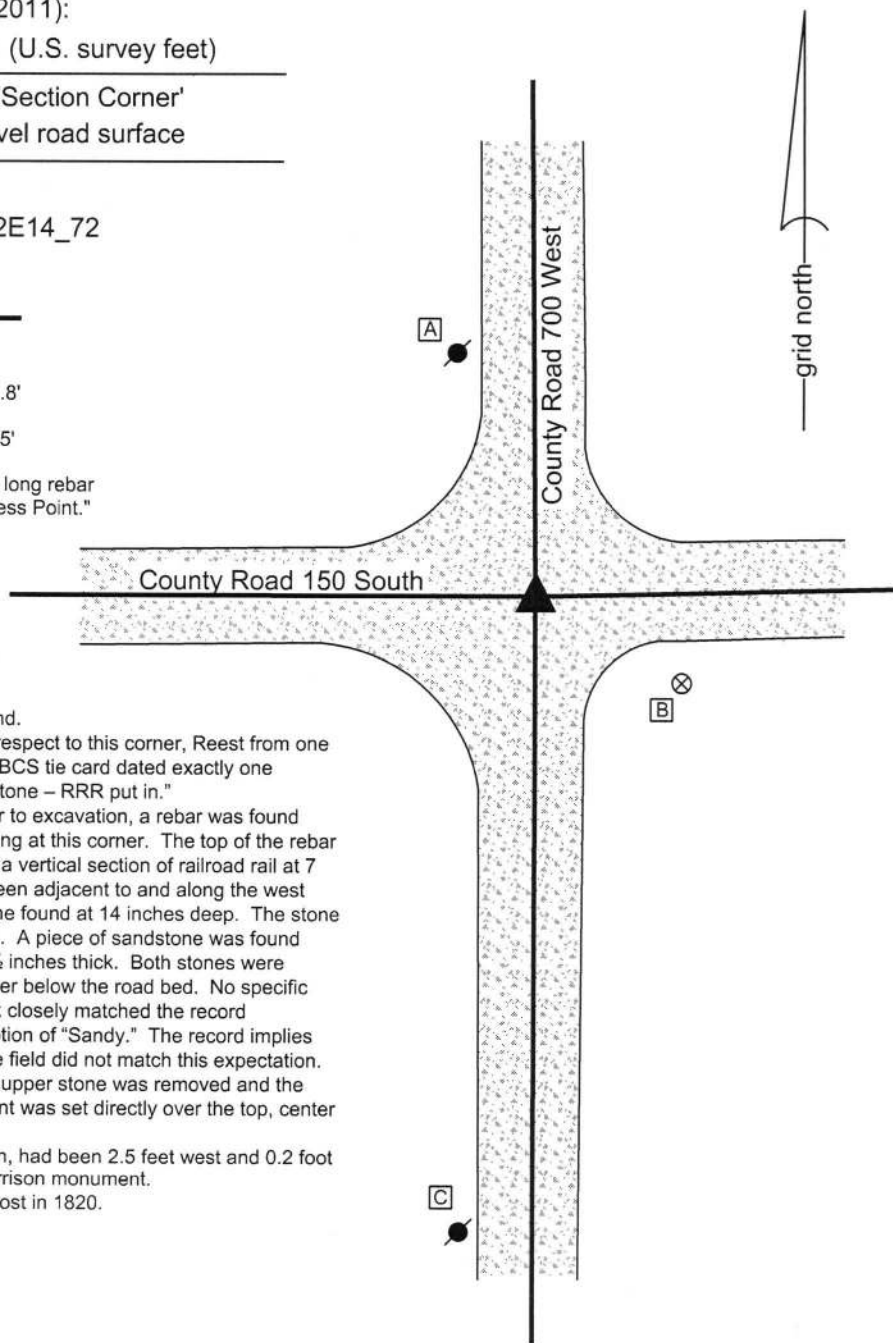 2011):
(U.S. survey feet)
Section Corner'
vel road surface
2E14_72
.8'
5'
long rebar
ess Point."
nd.
respect to this corner, Reest from one
BCS tie card dated exactly one
tone – RRR put in."
r to excavation, a rebar was found
ng at this corner. The top of the rebar
a vertical section of railroad rail at 7
een adjacent to and along the west
ne found at 14 inches deep. The stone
. A piece of sandstone was found
½ inches thick. Both stones were
er below the road bed. No specific
t closely matched the record
tion of “Sandy.” The record implies
e field did not match this expectation.
upper stone was removed and the
nt was set directly over the top, center
n, had been 2.5 feet west and 0.2 foot
rrison monument.
ost in 1820.
A
County Road 700 West
grid north
County Road 150 South
B
C